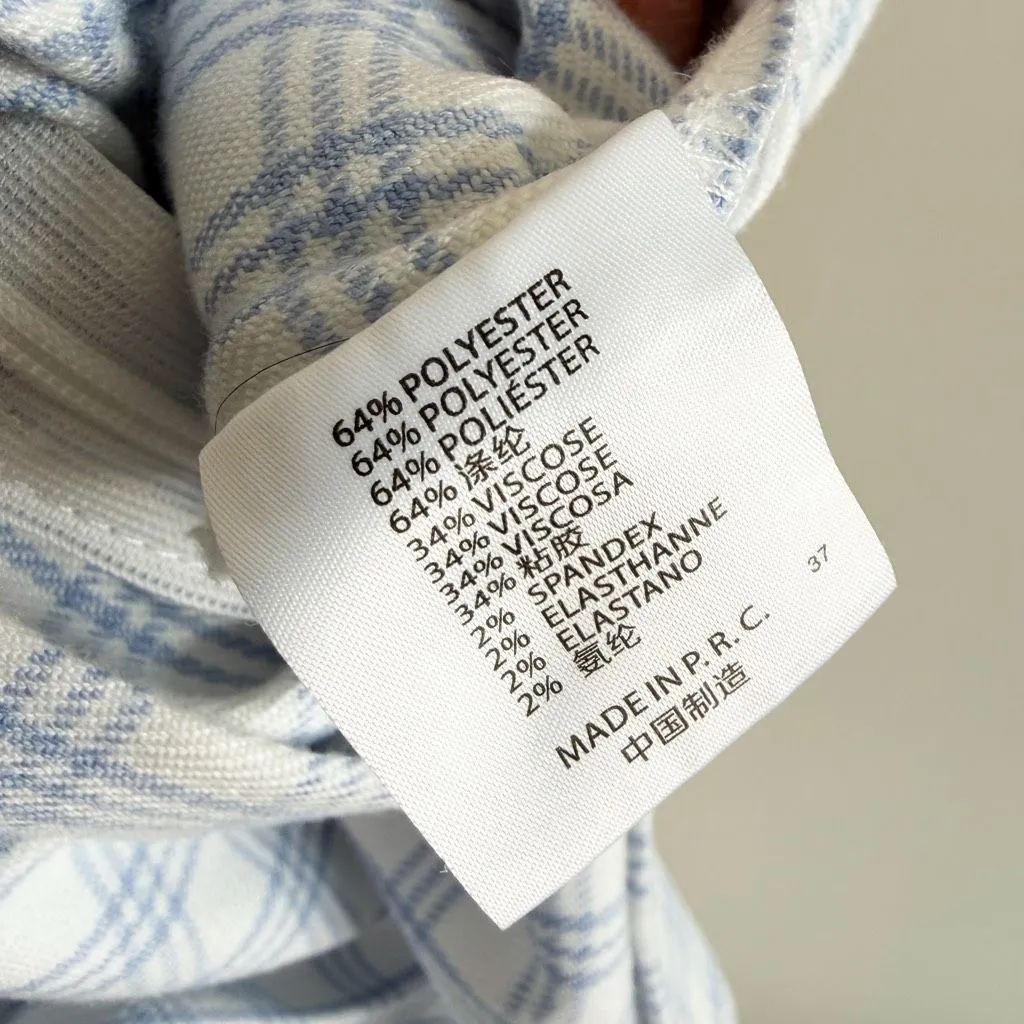 64% POLYESTER
64% POLYESTER
64% POLIÉSTER
64% 涤纶
34% VISCOSE
34% VISCOSE
34% VISCOSA
34% 粘胶
2% SPANDEX
2% ELASTHANNE
2% ELASTANO
2% 氨纶
MADE IN P. R. C.
中国制造
37